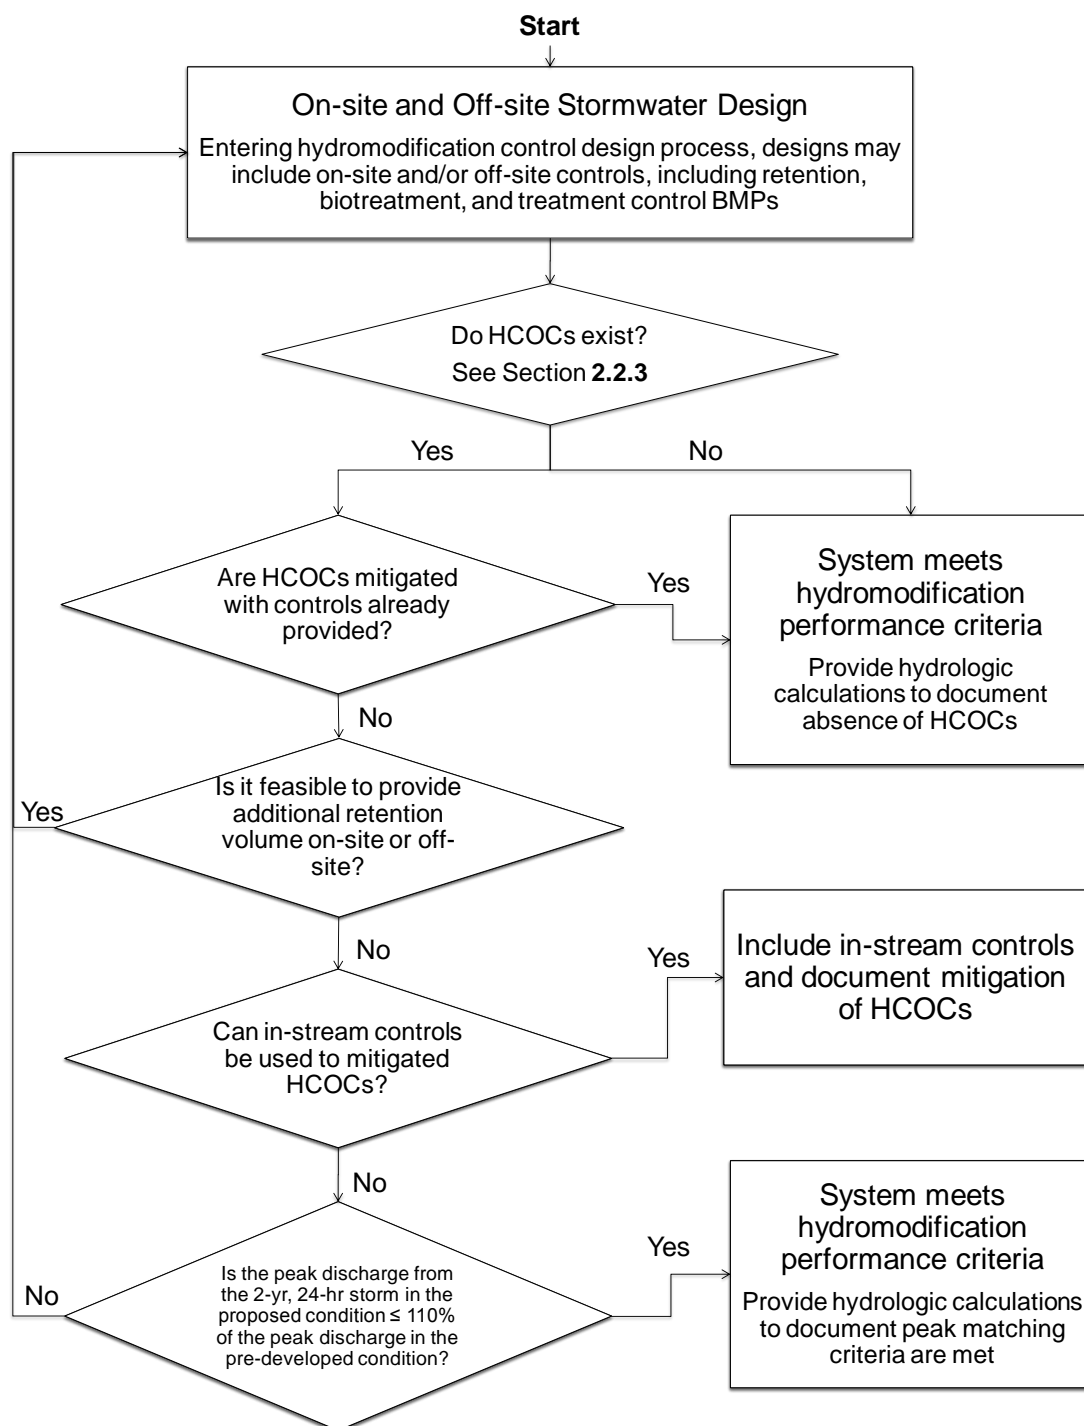 Start
On-site and Off-site Stormwater Design
Entering hydromodification control design process, designs may
include on-site and/or off-site controls, including retention,
biotreatment, and treatment control BMPs
Do HCOCs exist?
See Section 2.2.3
Yes
No
Are HCOCs mitigated
with controls already
provided?
Yes
System meets
hydromodification
performance criteria
Provide hydrologic
calculations to document
absence of HCOCs
No
Is it feasible to provide
additional retention
volume on-site or off-
site?
Yes
No
Can in-stream controls
be used to mitigated
HCOCs?
Yes
Include in-stream controls
and document mitigation
of HCOCs
No
Is the peak discharge from
the 2-yr, 24-hr storm in the
proposed condition ≤ 110%
of the peak discharge in the
pre-developed condition?
No
Yes
System meets
hydromodification
performance criteria
Provide hydrologic calculations
to document peak matching
criteria are met